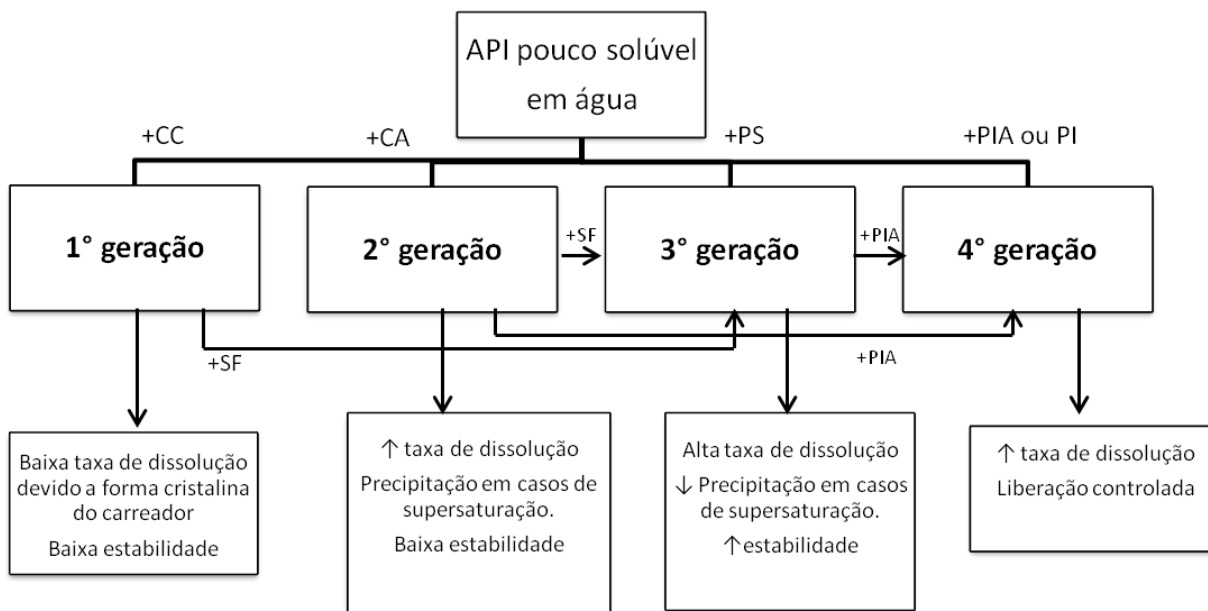 API pouco solúvel
em água
+CC
+CA
+PS
+PIA ou PI
1° geração
2° geração
+SF
3° geração
+PIA
4° geração
+SF
+PIA
Baixa taxa de dissolução
devido a forma cristalina
do carreador
Baixa estabilidade
↑ taxa de dissolução
Precipitação em casos de
supersaturação.
Baixa estabilidade
Alta taxa de dissolução
↓ Precipitação em casos
de supersaturação.
↑estabilidade
↑ taxa de dissolução
Liberação controlada